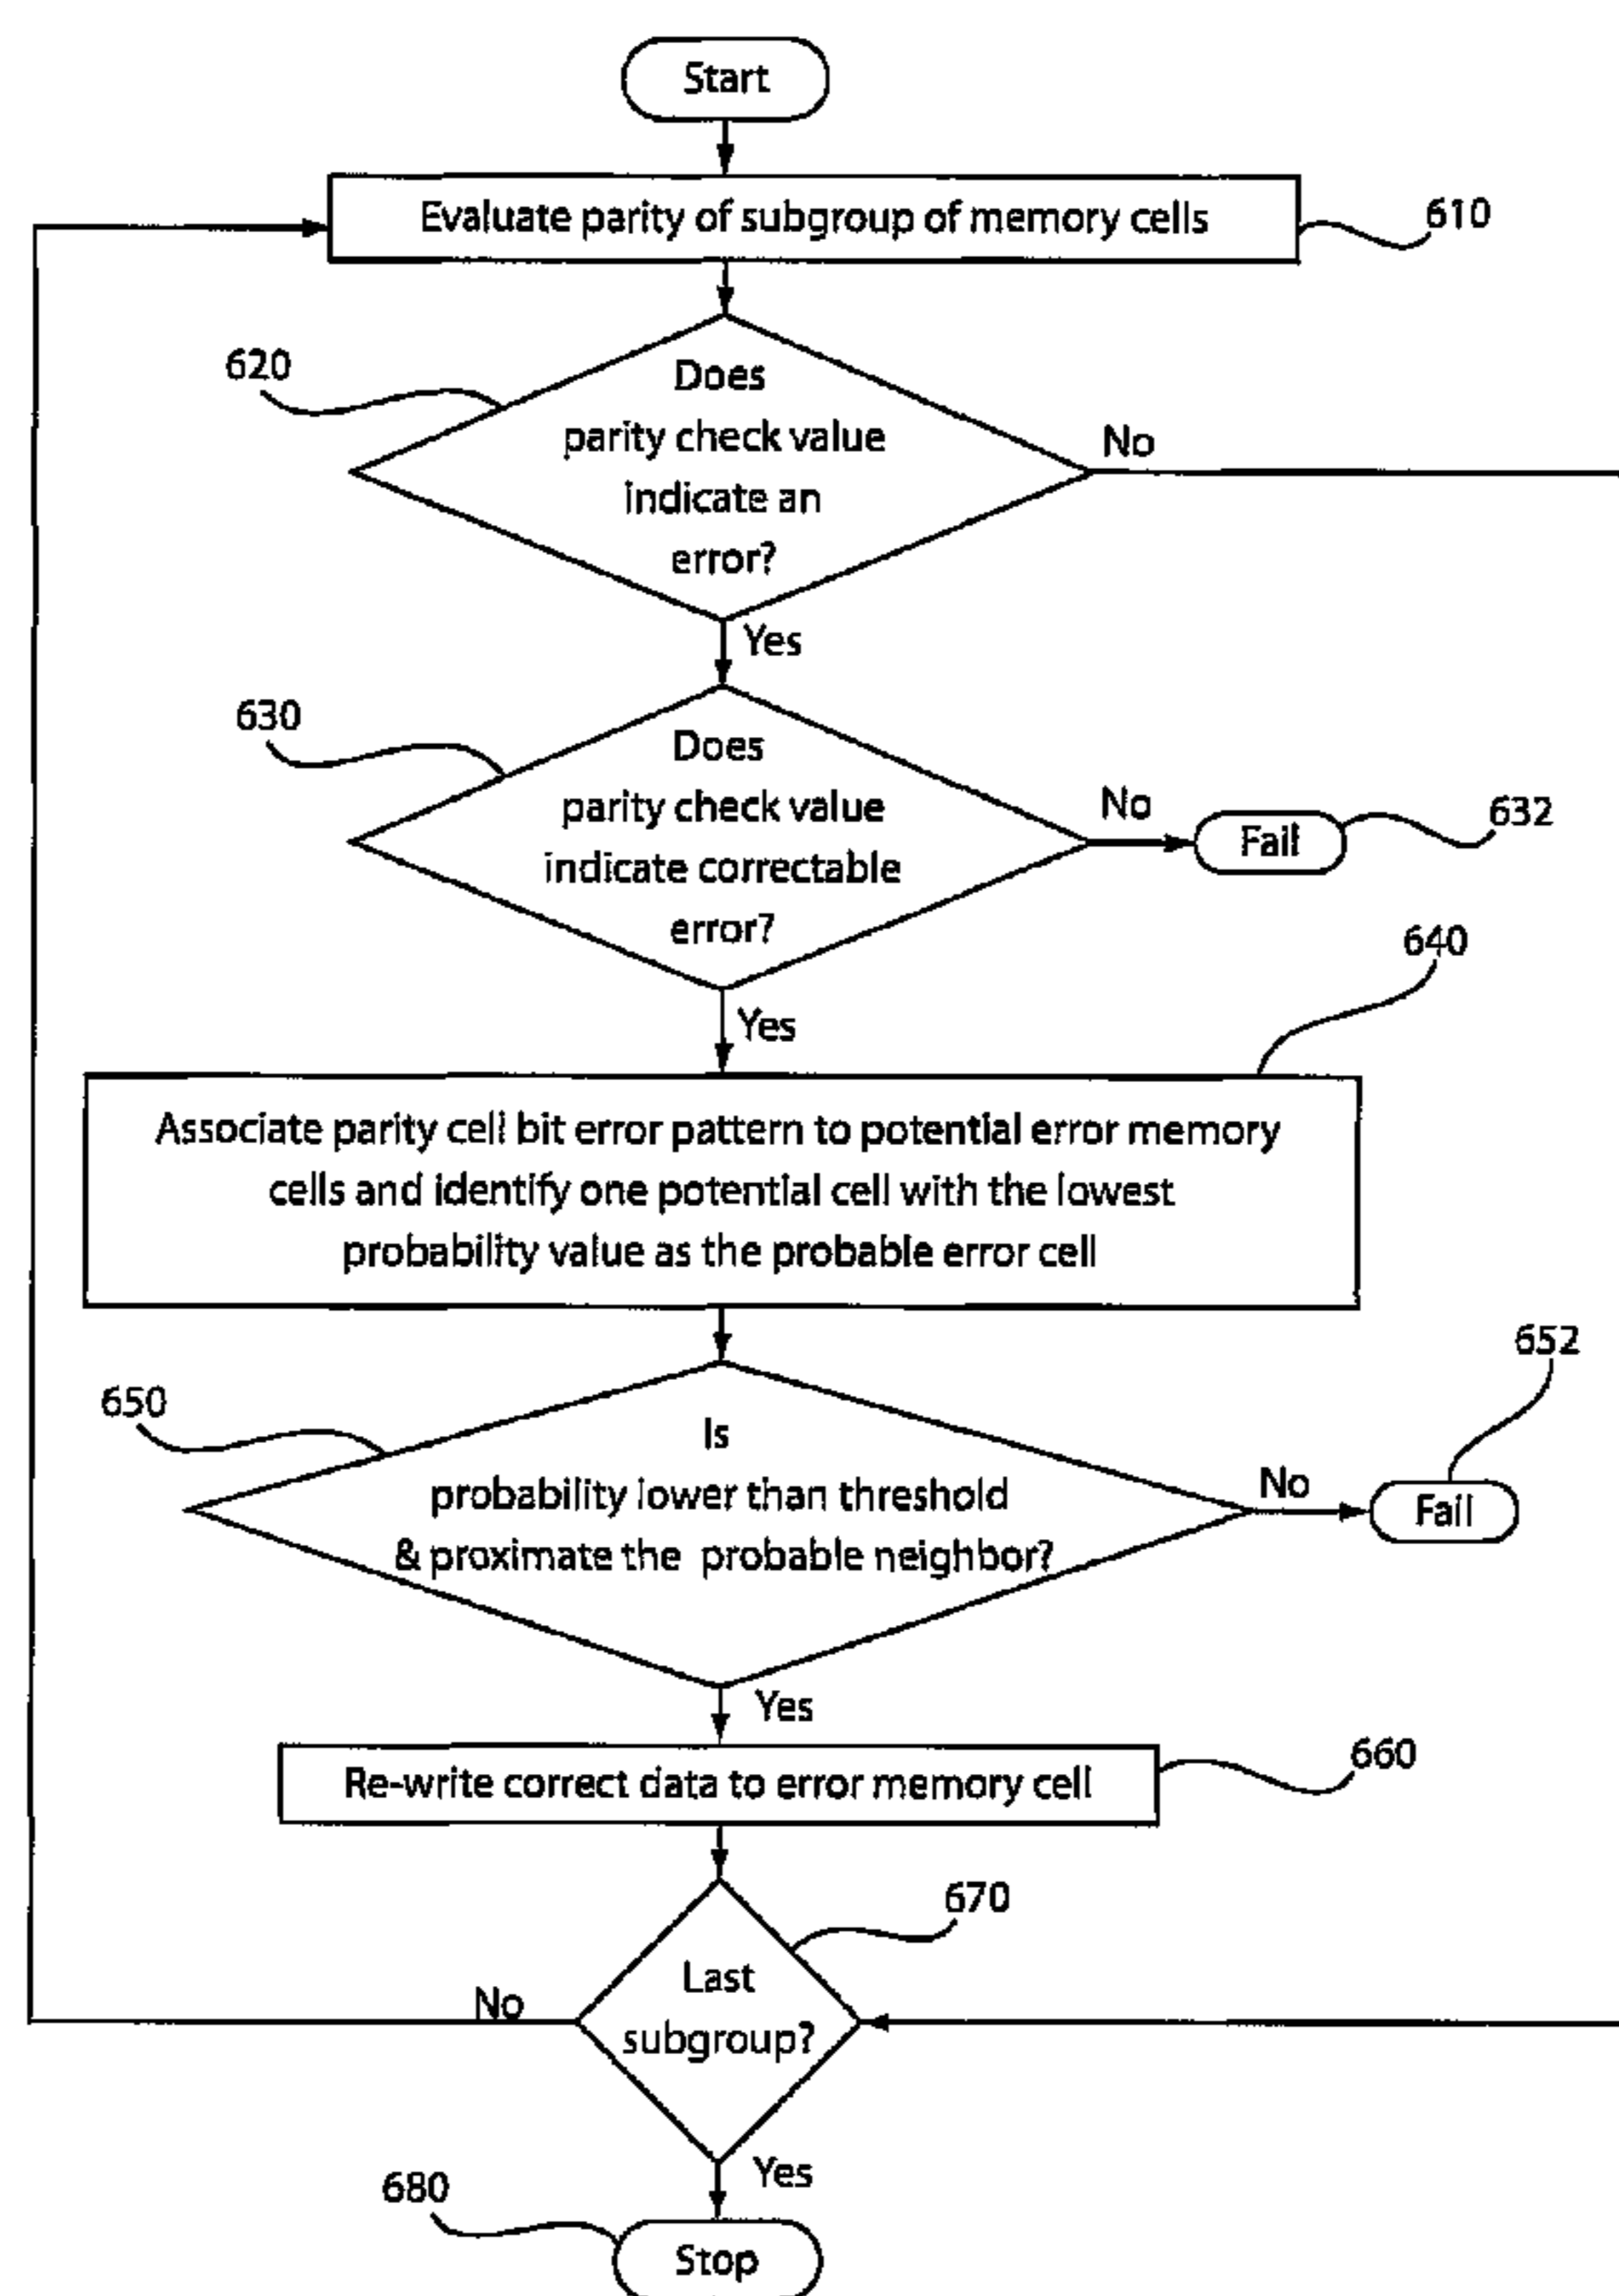 Start
Evaluate parity of subgroup of memory cells
610
620
Does
parity check value
indicate an
error?
No
Yes
630
Does
parity check value
indicate correctable
error?
No
Fail
632
Yes
640
Associate parity cell bit error pattern to potential error memory
cells and identify one potential cell with the lowest
probability value as the probable error cell
650
Is
probability lower than threshold
& proximate the probable neighbor?
No
Fail
652
Yes
Re-write correct data to error memory cell
660
670
Last
subgroup?
No
Yes
680
Stop